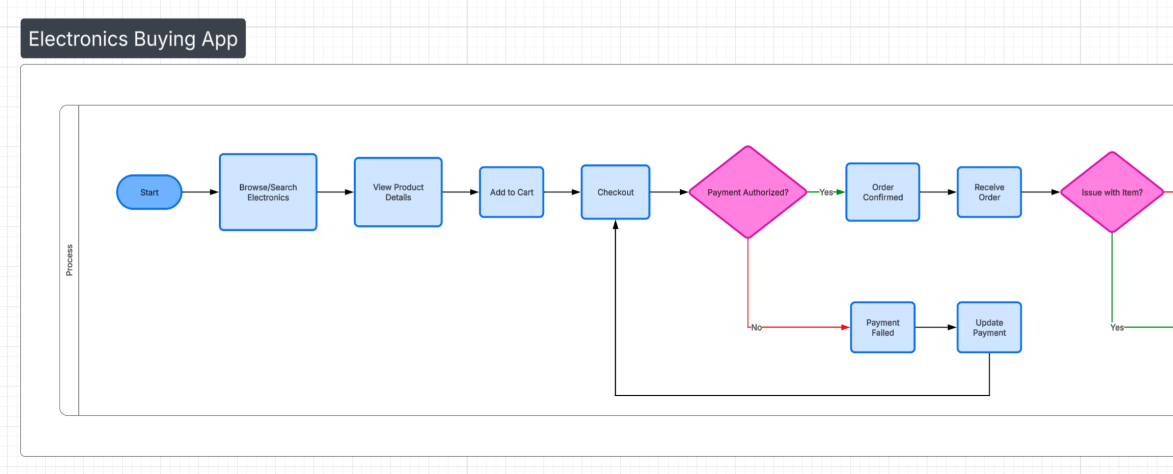 Electronics Buying App
Process
Start
Browse/Search
Electronics
View Product
Details
Add to Cart
Checkout
Payment Authorized?
Yes
Order
Confirmed
Receive
Order
Issue with Item?
No
Payment
Failed
Update
Payment
Yes